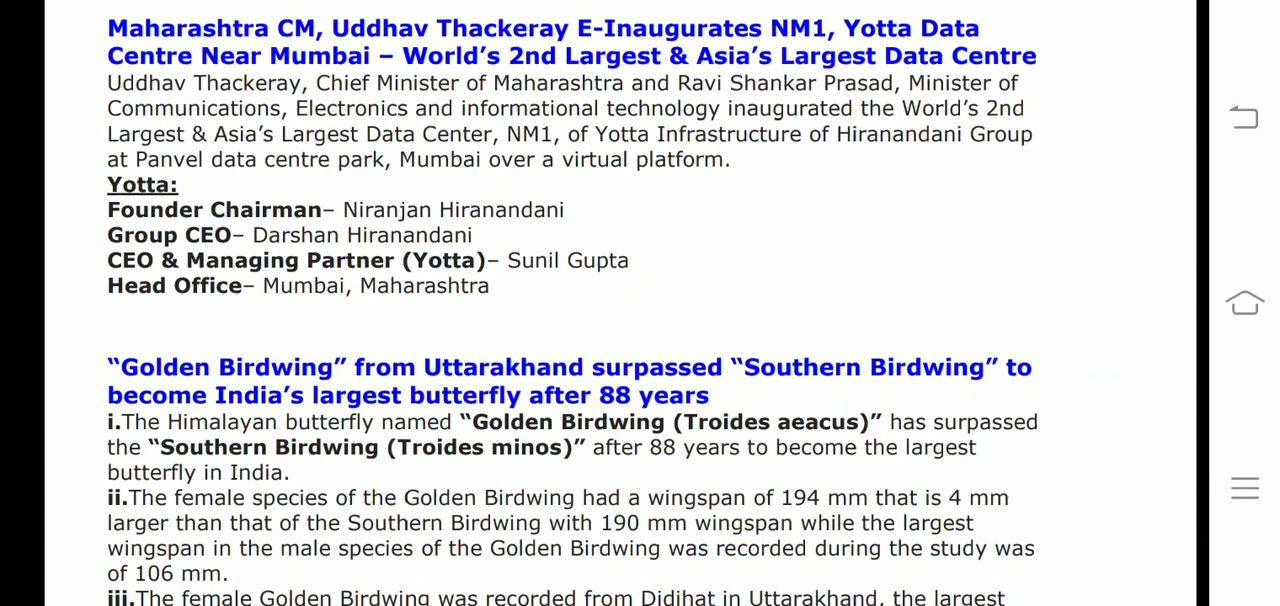 Maharashtra CM, Uddhav Thackeray E-Inaugurates NM1, Yotta Data
Centre Near Mumbai – World’s 2nd Largest & Asia’s Largest Data Centre
Uddhav Thackeray, Chief Minister of Maharashtra and Ravi Shankar Prasad, Minister of
Communications, Electronics and informational technology inaugurated the World’s 2nd
Largest & Asia’s Largest Data Center, NM1, of Yotta Infrastructure of Hiranandani Group
at Panvel data centre park, Mumbai over a virtual platform.
Yotta:
Founder Chairman– Niranjan Hiranandani
Group CEO– Darshan Hiranandani
CEO & Managing Partner (Yotta)– Sunil Gupta
Head Office– Mumbai, Maharashtra
“Golden Birdwing” from Uttarakhand surpassed “Southern Birdwing” to
become India’s largest butterfly after 88 years
i.The Himalayan butterfly named “Golden Birdwing (Troides aeacus)” has surpassed
the “Southern Birdwing (Troides minos)” after 88 years to become the largest
butterfly in India.
ii.The female species of the Golden Birdwing had a wingspan of 194 mm that is 4 mm
larger than that of the Southern Birdwing with 190 mm wingspan while the largest
wingspan in the male species of the Golden Birdwing was recorded during the study was
of 106 mm.
iii.The female Golden Birdwing was recorded from Didihat in Uttarakhand, the largest